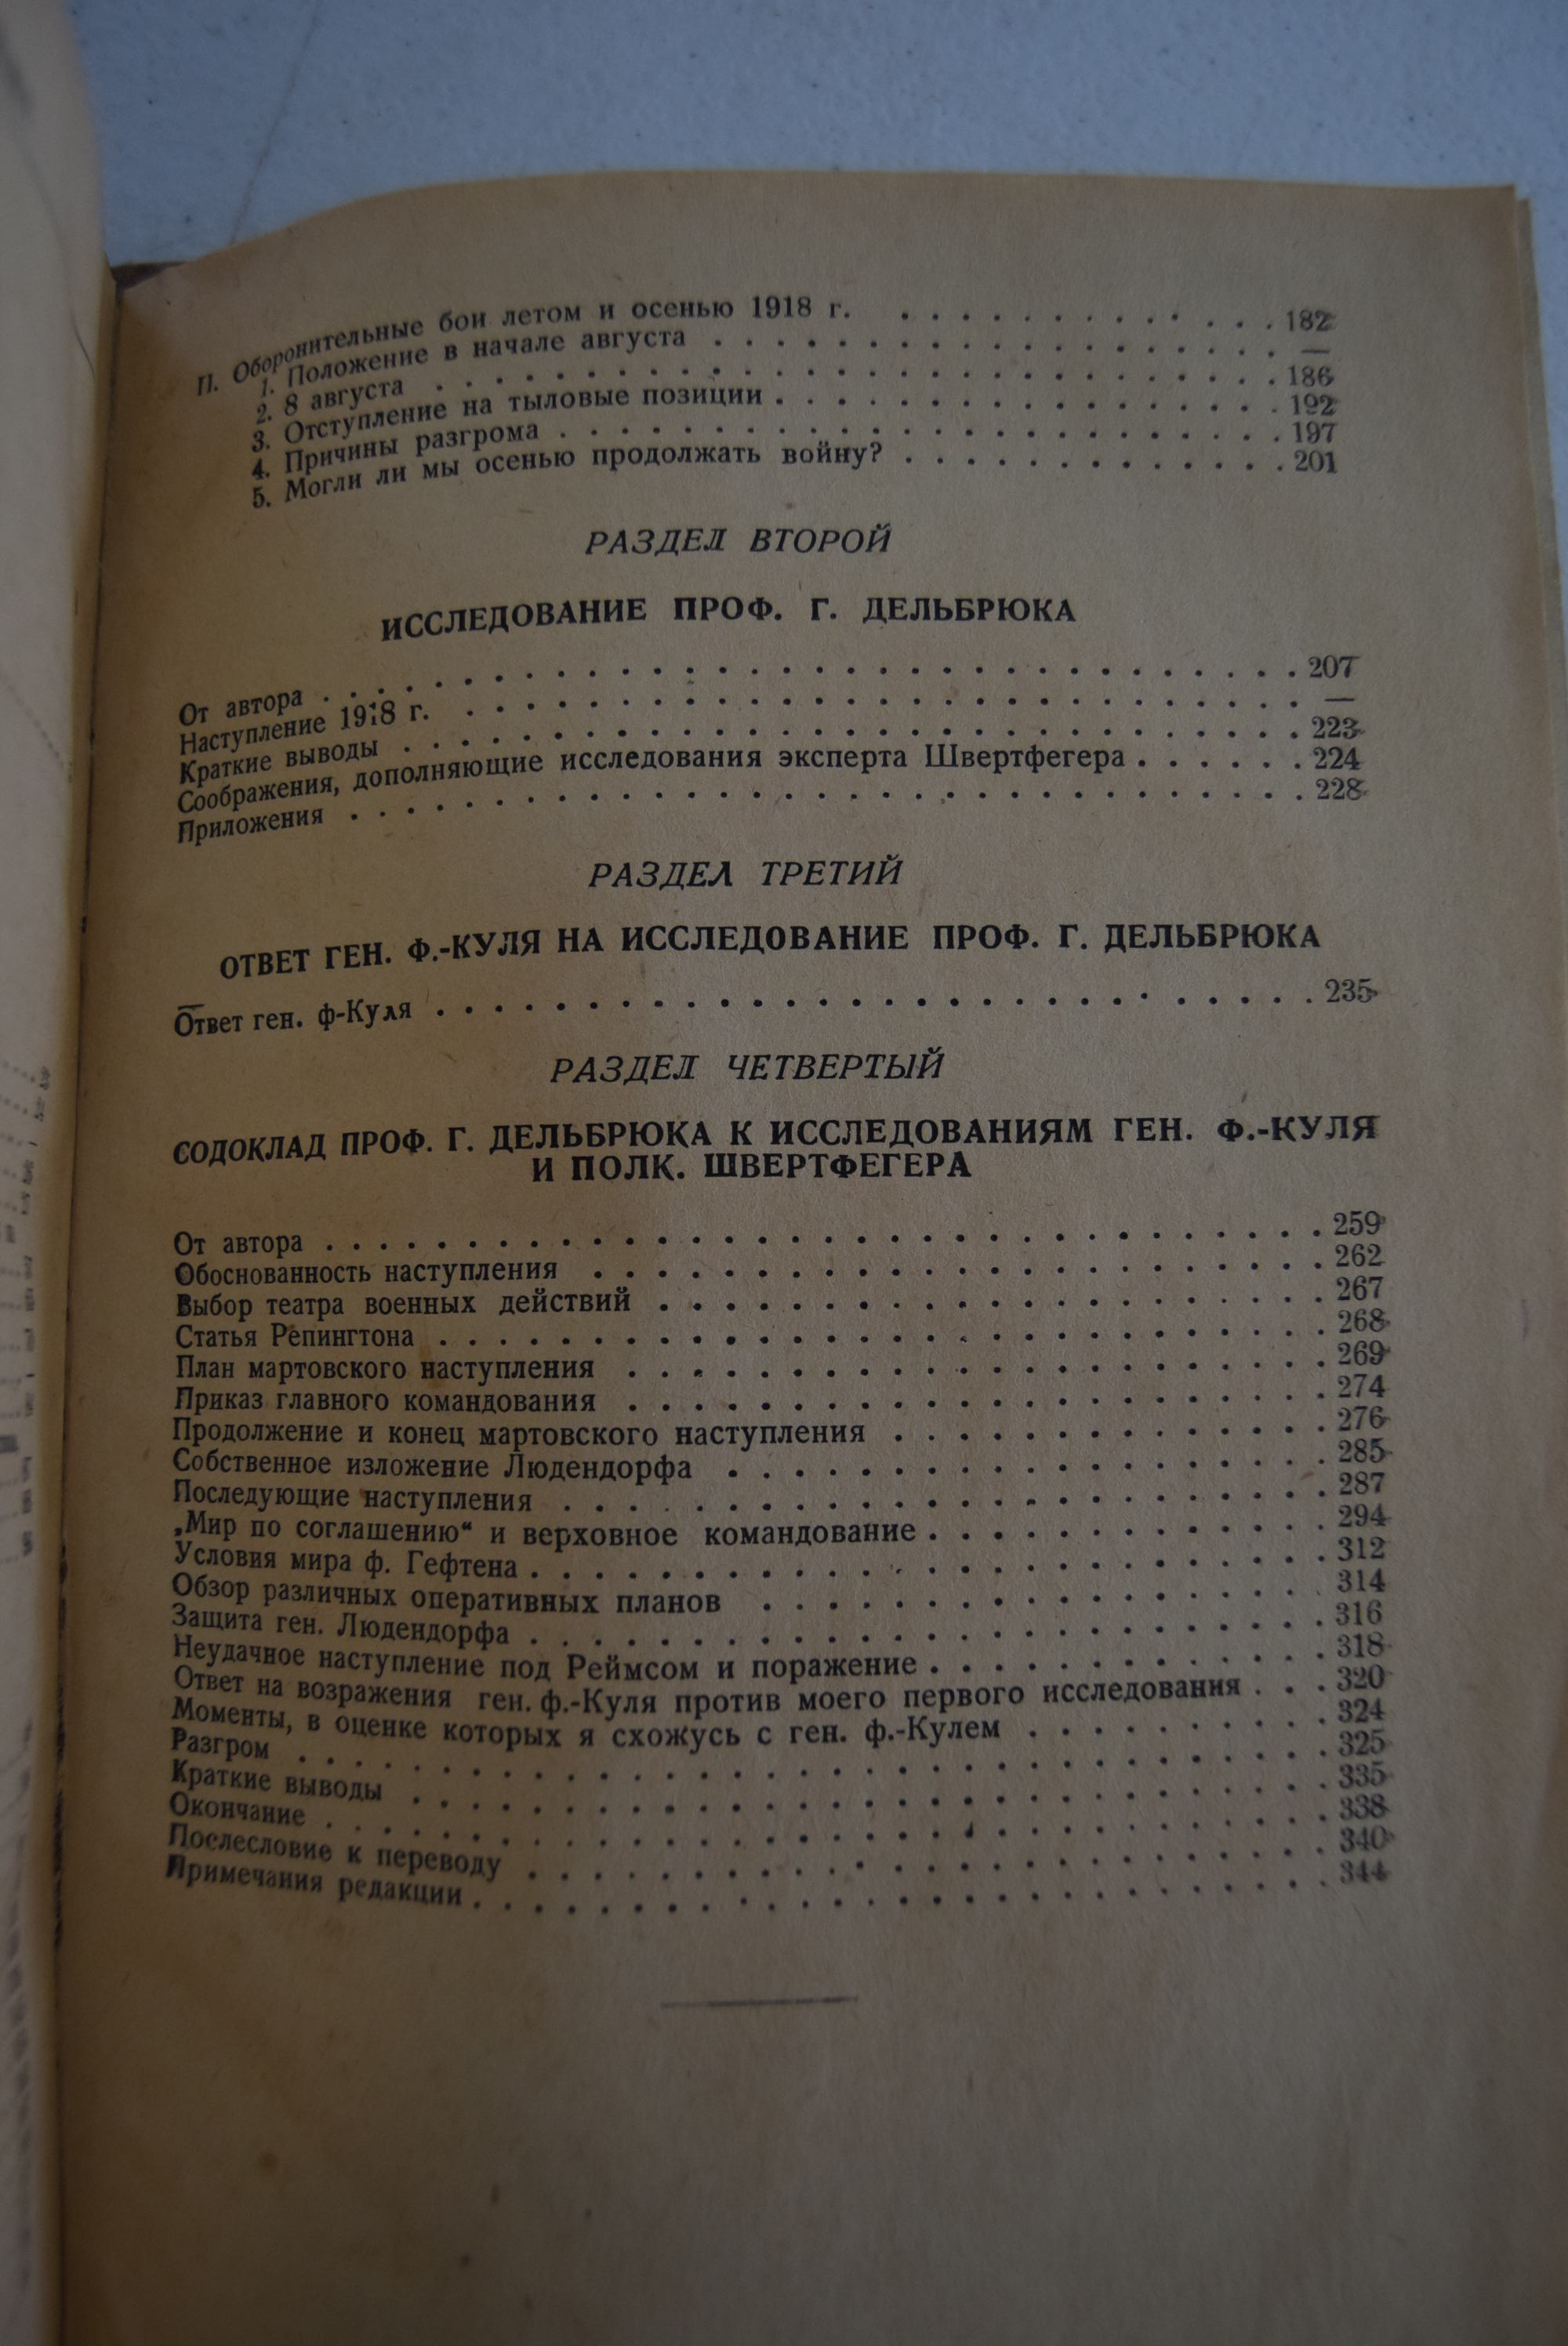 II. Оборонительные бои летом и осенью 1918 г. . . . . . . . . . . . . 182
1. Положение в начале августа . . . . . . . . . . . . . . . . . . —
2. 8 августа . . . . . . . . . . . . . . . . . . . . . . . . . . 186
3. Отступление на тыловые позиции . . . . . . . . . . . . . . . . 192
4. Причины разгрома . . . . . . . . . . . . . . . . . . . . . . . 197
5. Могли ли мы осенью продолжать войну? . . . . . . . . . . . . . 201
РАЗДЕЛ ВТОРОЙ
ИССЛЕДОВАНИЕ ПРОФ. Г. ДЕЛЬБРЮКА
От автора . . . . . . . . . . . . . . . . . . . . . . . . . . . . 207
Наступление 1918 г. . . . . . . . . . . . . . . . . . . . . . . . —
Краткие выводы . . . . . . . . . . . . . . . . . . . . . . . . . 223
Соображения, дополняющие исследования эксперта Швертфегера . . . . . . 224
Приложения . . . . . . . . . . . . . . . . . . . . . . . . . . . 228
РАЗДЕЛ ТРЕТИЙ
ОТВЕТ ГЕН. Ф.-КУЛЯ НА ИССЛЕДОВАНИЕ ПРОФ. Г. ДЕЛЬБРЮКА
Ответ ген. ф-Куля . . . . . . . . . . . . . . . . . . . . . . . . 235
РАЗДЕЛ ЧЕТВЕРТЫЙ
СОДОКЛАД ПРОФ. Г. ДЕЛЬБРЮКА К ИССЛЕДОВАНИЯМ ГЕН. Ф.-КУЛЯ
И ПОЛК. ШВЕРТФЕГЕРА
От автора . . . . . . . . . . . . . . . . . . . . . . . . . . . . 259
Обоснованность наступления . . . . . . . . . . . . . . . . . . . . 262
Выбор театра военных действий . . . . . . . . . . . . . . . . . . 267
Статья Репингтона . . . . . . . . . . . . . . . . . . . . . . . . 268
План мартовского наступления . . . . . . . . . . . . . . . . . . . 269
Приказ главного командования . . . . . . . . . . . . . . . . . . . 274
Продолжение и конец мартовского наступления . . . . . . . . . . . . 276
Собственное изложение Людендорфа . . . . . . . . . . . . . . . . . 285
Последующие наступления . . . . . . . . . . . . . . . . . . . . . 287
„Мир по соглашению“ и верховное командование . . . . . . . . . . . . 294
Условия мира ф. Гефтена . . . . . . . . . . . . . . . . . . . . . 312
Обзор различных оперативных планов . . . . . . . . . . . . . . . . 314
Защита ген. Людендорфа . . . . . . . . . . . . . . . . . . . . . . 316
Неудачное наступление под Реймсом и поражение . . . . . . . . . . . 318
Ответ на возражения ген. ф.-Куля против моего первого исследования . . . 320
Моменты, в оценке которых я схожусь с ген. ф.-Кулем . . . . . . . . . 324
Разгром . . . . . . . . . . . . . . . . . . . . . . . . . . . . . 325
Краткие выводы . . . . . . . . . . . . . . . . . . . . . . . . . . 335
Окончание . . . . . . . . . . . . . . . . . . . . . . . . . . . . 338
Послесловие к переводу . . . . . . . . . . . . . . . . . . . . . . 340
Примечания редакции . . . . . . . . . . . . . . . . . . . . . . . 344